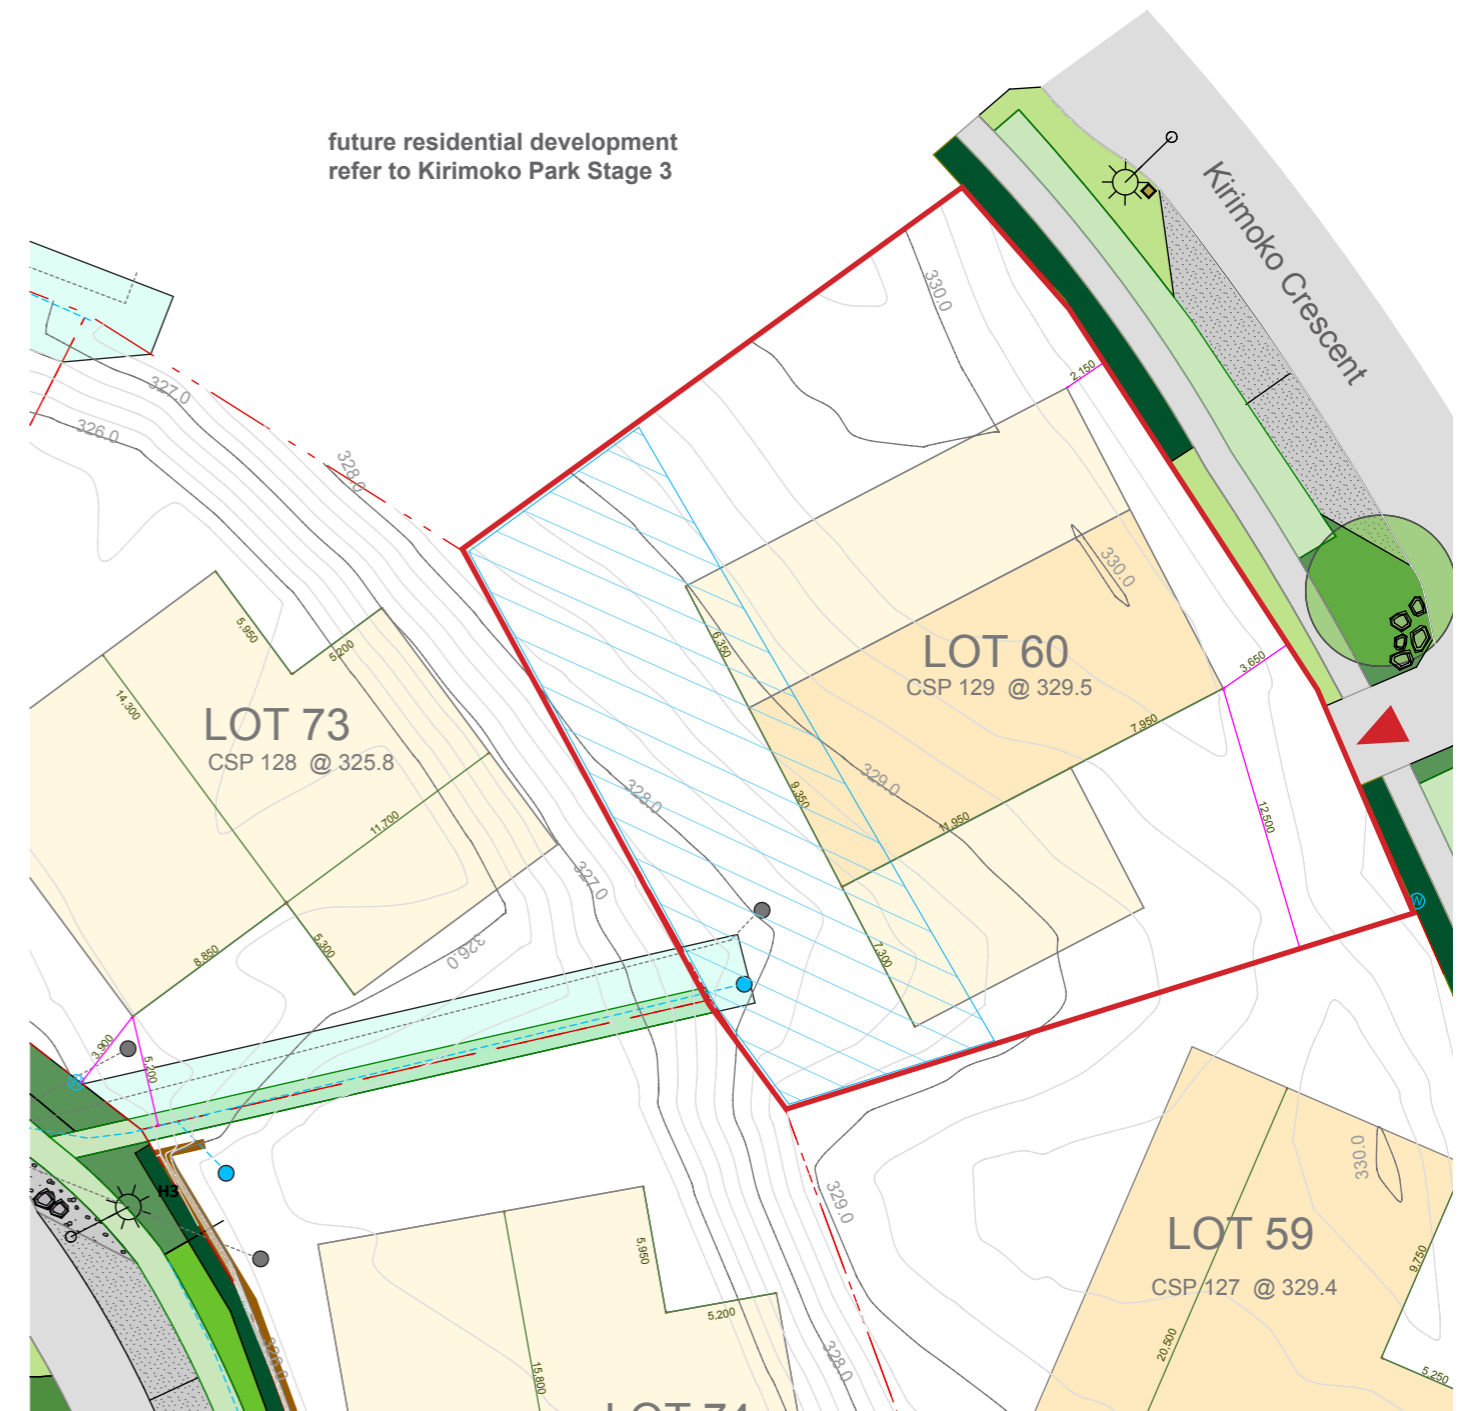 future residential development
refer to Kirimoko Park Stage 3
Kirimoko Crescent
330.0
2,150
327.0
326.0
328.0
330.0
5,950
5,200
6,350
LOT 60
CSP 129 @ 329.5
3,650
14,300
LOT 73
CSP 128 @ 325.8
7,950
329.0
328.0
9,350
11,950
12,500
11,700
327.0
W
8,850
5,300
326.0
7,300
3,900
5,200
W
H3
330.0
329.0
LOT 59
CSP 127 @ 329.4
5,950
9,750
5,200
20,500
328.0
15,800
5,250
LOT 74